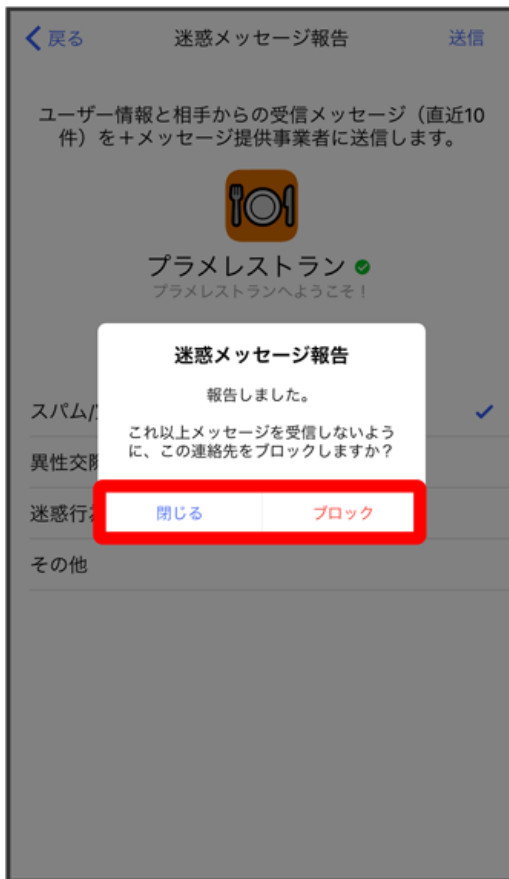 戻る 迷惑メッセージ報告 送信
ユーザー情報と相手からの受信メッセージ（直近10
件）を＋メッセージ提供事業者に送信します。
プラメレストラン
プラメレストランへようこそ！
迷惑メッセージ報告
報告しました。
これ以上メッセージを受信しないよう
に、この連絡先をブロックしますか？
スパム/
異性交際
迷惑行
閉じる ブロック
その他